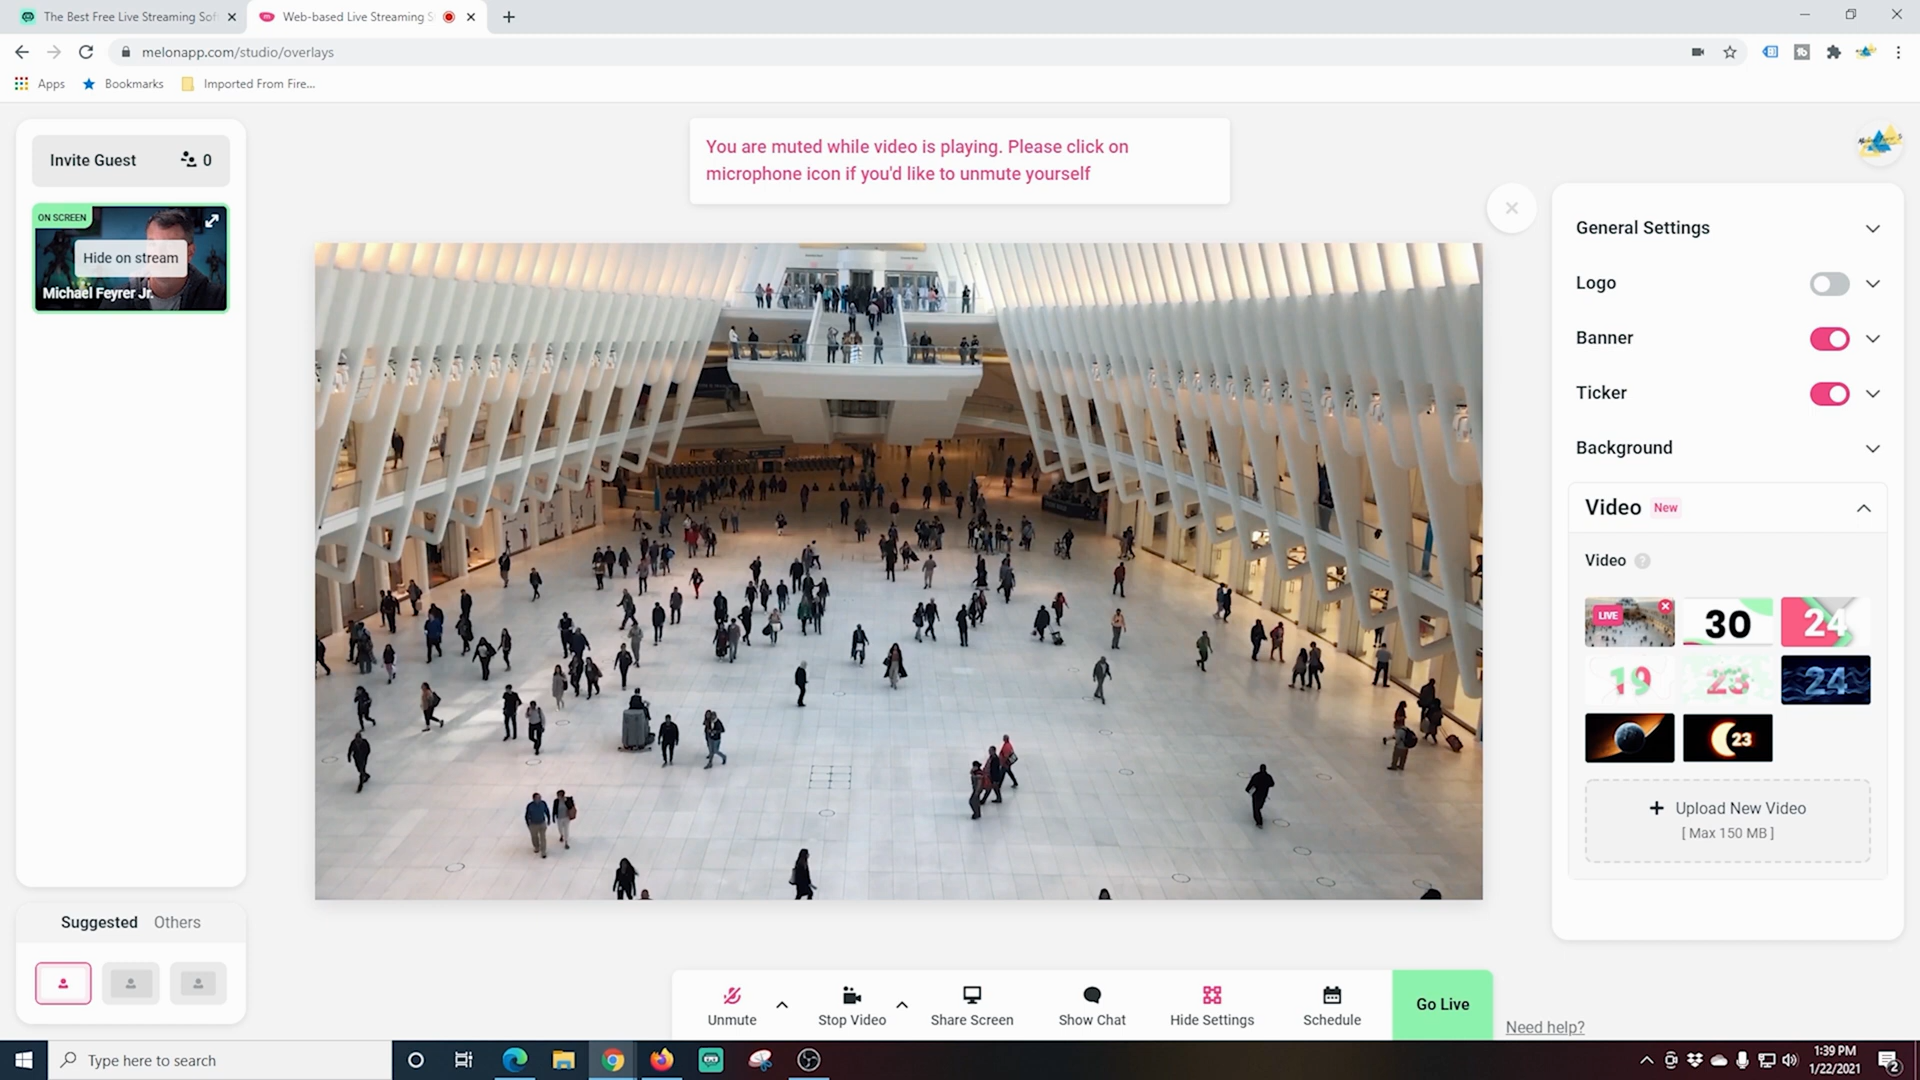 The Best Free Live Streaming Sof
Web-based Live Streaming S
melonapp.com/studio/overlays
Apps
Bookmarks
Imported From Fire...
Invite Guest
0
ON SCREEN
Hide on stream
Michael Feyrer Jr.
You are muted while video is playing. Please click on
microphone icon if you'd like to unmute yourself
General Settings
Logo
Banner
Ticker
Background
Video New
Video ?
LIVE
30
24
19
23
24
23
+ Upload New Video
[ Max 150 MB ]
Suggested
Others
Unmute
Stop Video
Share Screen
Show Chat
Hide Settings
Schedule
Go Live
Need help?
Type here to search
1:39 PM
1/22/2021
2